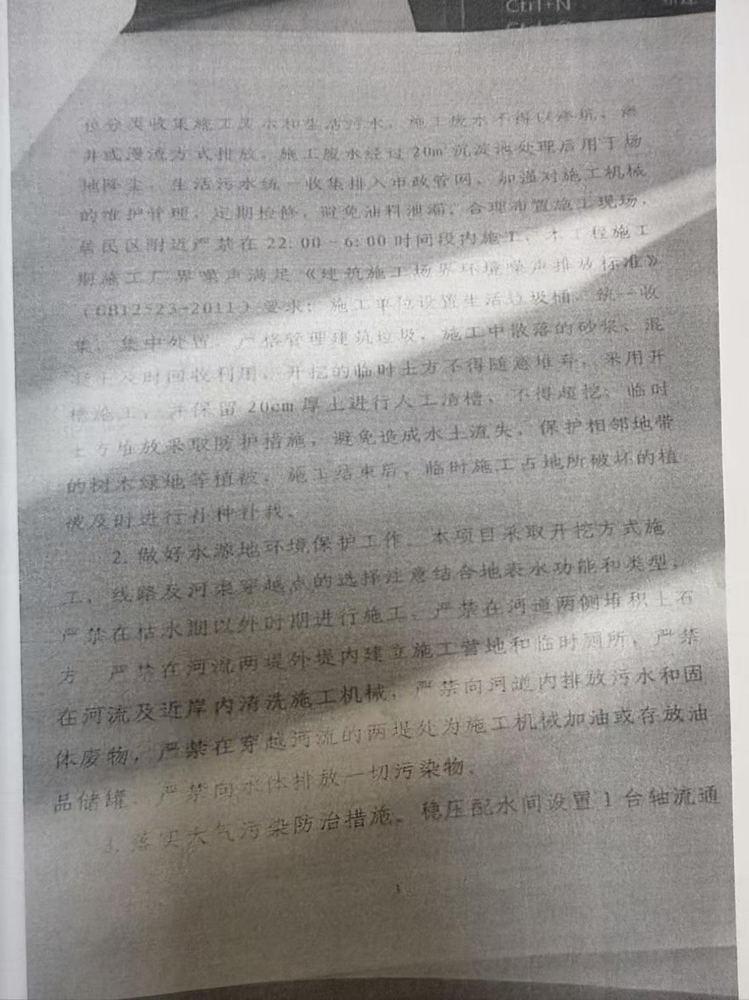 Ctrl+N
位分类收集施工废水和生活污水，施工废水不得以渗坑、渗
井或漫流方式排放，施工废水经过 20m³沉淀池处理后用于场
地降尘，生活污水统一收集排入市政管网。加强对施工机械
的维护管理，定期检修，避免油料泄漏。合理布置施工现场，
居民区附近严禁在 22:00-6:00 时间段内施工，本工程施工
期施工厂界噪声满足《建筑施工场界环境噪声排放标准》
（GB12523-2011）要求；施工单位设置生活垃圾桶，统一收
集，集中处置，严格管理建筑垃圾，施工中散落的砂浆、混
凝土及时回收利用，开挖的临时土方不得随意堆弃，采用开
槽施工，并保留 20cm 厚土进行人工清槽，不得超挖；临时
土方堆放采取防护措施，避免造成水土流失，保护相邻地带
的树木绿地等植被，施工结束后，临时施工占地所破坏的植
被及时进行补种补栽。
2. 做好水源地环境保护工作。本项目采取开挖方式施
工，线路及河渠穿越点的选择注意结合地表水功能和类型，
严禁在枯水期以外时期进行施工，严禁在河道两侧堆积土石
方，严禁在河流两堤外堤内建立施工营地和临时厕所，严禁
在河流及近岸内清洗施工机械，严禁向河道内排放污水和固
体废物，严禁在穿越河流的两堤处为施工机械加油或存放油
品储罐，严禁向水体排放一切污染物。
3. 落实大气污染防治措施。稳压配水间设置 1 台轴流通
3